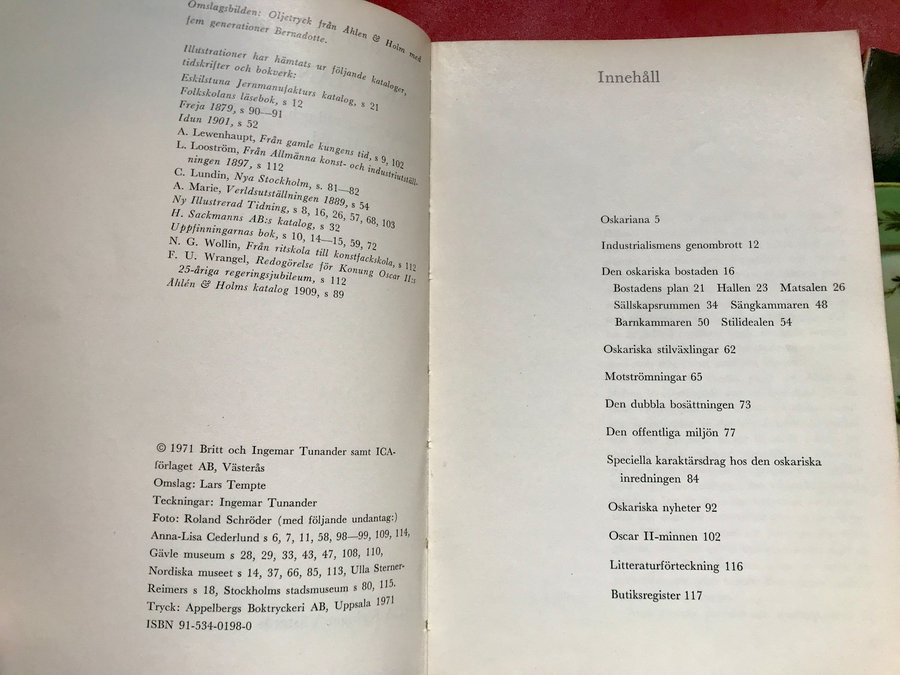 Omslagsbilden: Oljetryck från Åhlen & Holm med
fem generationer Bernadotte.
Illustrationer har hämtats ur följande kataloger,
tidskrifter och bokverk:
Eskilstuna Jernmanufakturs katalog, s 21
Folkskolans läsebok, s 12
Freja 1879, s 90—91
Idun 1901, s 52
A. Lewenhaupt, Från gamle kungens tid, s 9, 102
L. Looström, Från Allmänna konst- och industriutställ-
ningen 1897, s 112
C. Lundin, Nya Stockholm, s. 81—82
A. Marie, Verldsutställningen 1889, s 54
Ny Illustrerad Tidning, s 8, 16, 26, 57, 68, 103
H. Sackmanns AB:s katalog, s 32
Uppfinningarnas bok, s 10, 14—15, 59, 72
N. G. Wollin, Från ritskola till konstfackskola, s 112
F. U. Wrangel, Redogörelse för Konung Oscar II:s
25-åriga regeringsjubileum, s 112
Åhlén & Holms katalog 1909, s 89
© 1971 Britt och Ingemar Tunander samt ICA-
förlaget AB, Västerås
Omslag: Lars Tempte
Teckningar: Ingemar Tunander
Foto: Roland Schröder (med följande undantag:)
Anna-Lisa Cederlund s 6, 7, 11, 58, 98—99, 109, 114,
Gävle museum s 28, 29, 33, 43, 47, 108, 110,
Nordiska museet s 14, 37, 66, 85, 113, Ulla Sterner-
Reimers s 18, Stockholms stadsmuseum s 80, 115.
Tryck: Appelbergs Boktryckeri AB, Uppsala 1971
ISBN 91-534-0198-0
Innehåll
Oskariana 5
Industrialismens genombrott 12
Den oskariska bostaden 16
Bostadens plan 21 Hallen 23 Matsalen 26
Sällskapsrummen 34 Sängkammaren 48
Barnkammaren 50 Stilidealen 54
Oskariska stilväxlingar 62
Motströmningar 65
Den dubbla bosättningen 73
Den offentliga miljön 77
Speciella karaktärsdrag hos den oskariska
inredningen 84
Oskariska nyheter 92
Oscar II-minnen 102
Litteraturförteckning 116
Butiksregister 117